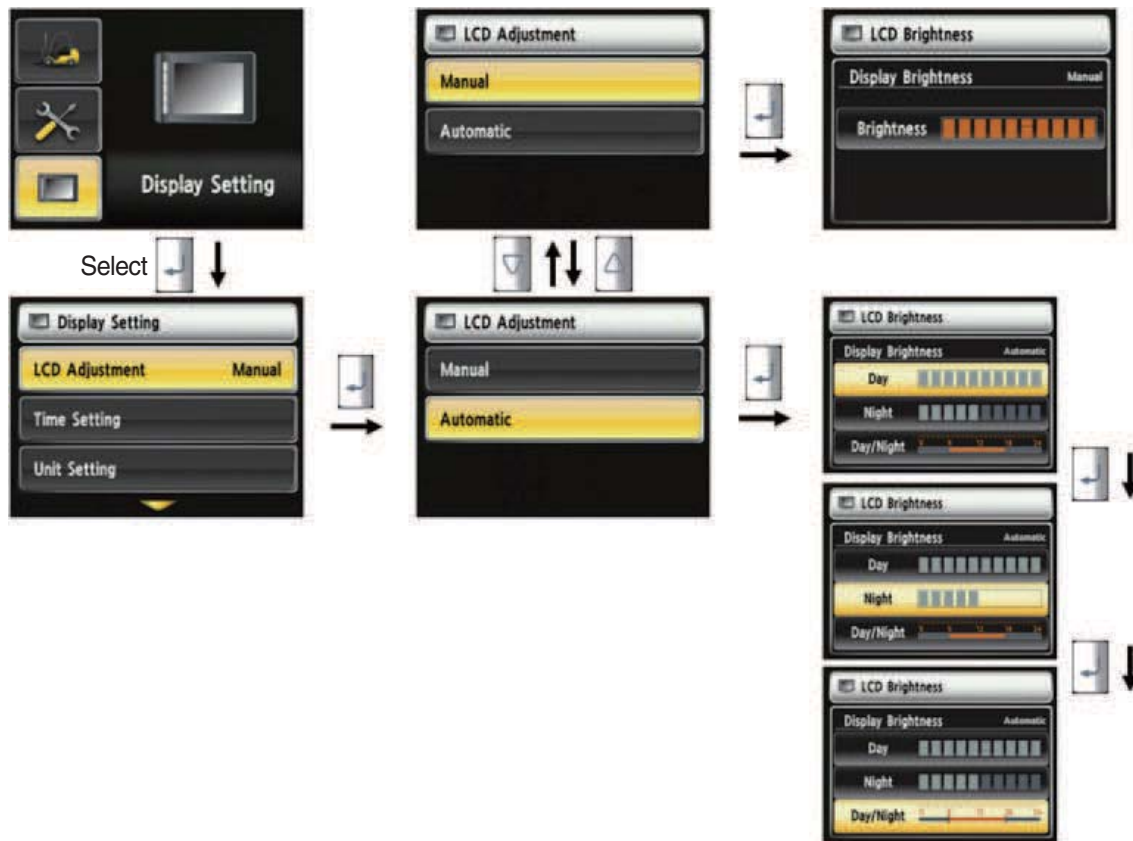 Display Setting
Select
Display Setting
LCD Adjustment Manual
Time Setting
Unit Setting
LCD Adjustment
Manual
Automatic
LCD Adjustment
Manual
Automatic
LCD Brightness
Display Brightness Manual
Brightness
LCD Brightness
Display Brightness Automatic
Day
Night
Day/Night
LCD Brightness
Display Brightness Automatic
Day
Night
Day/Night
LCD Brightness
Display Brightness Automatic
Day
Night
Day/Night